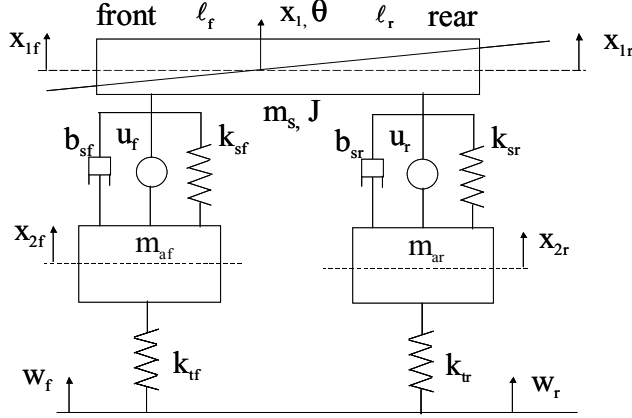 front ℓf x1, θ ℓr rear
x1f x1r
ms, J
bsf uf ksf bsr ur ksr
x2f maf mar x2r
ktf ktr
wf wr